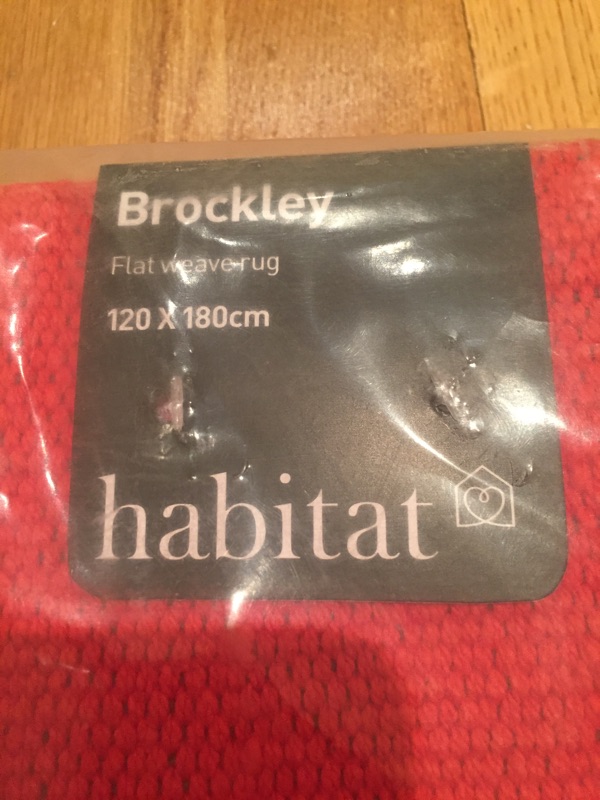 Brockley
Flat weave rug
120 X 180cm
habitat